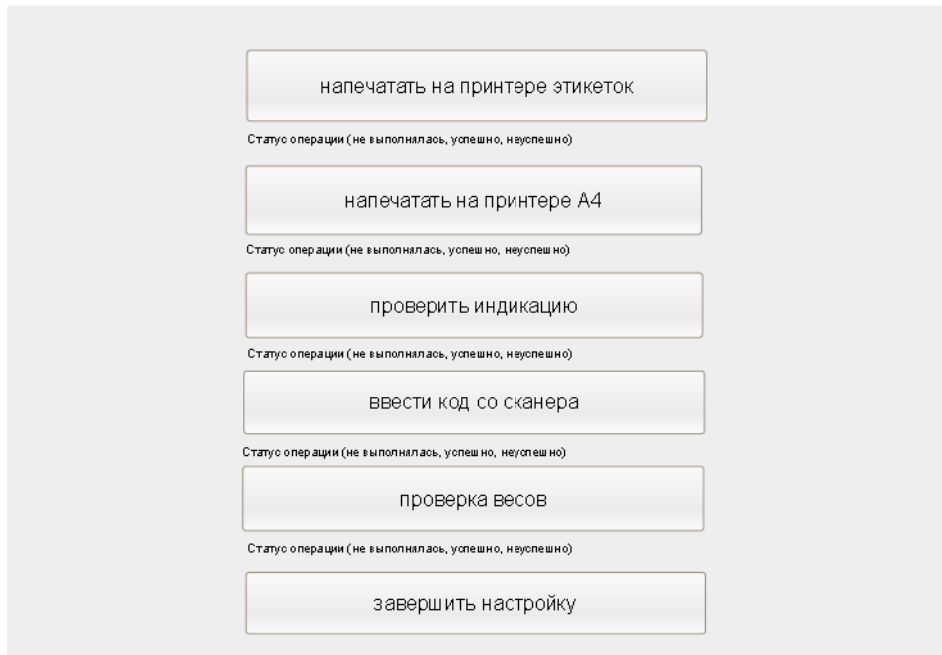 напечатать на принтере этикеток
Статус операции (не выполнялась, успешно, неуспешно)
напечатать на принтере А4
Статус операции (не выполнялась, успешно, неуспешно)
проверить индикацию
Статус операции (не выполнялась, успешно, неуспешно)
ввести код со сканера
Статус операции (не выполнялась, успешно, неуспешно)
проверка весов
Статус операции (не выполнялась, успешно, неуспешно)
завершить настройку